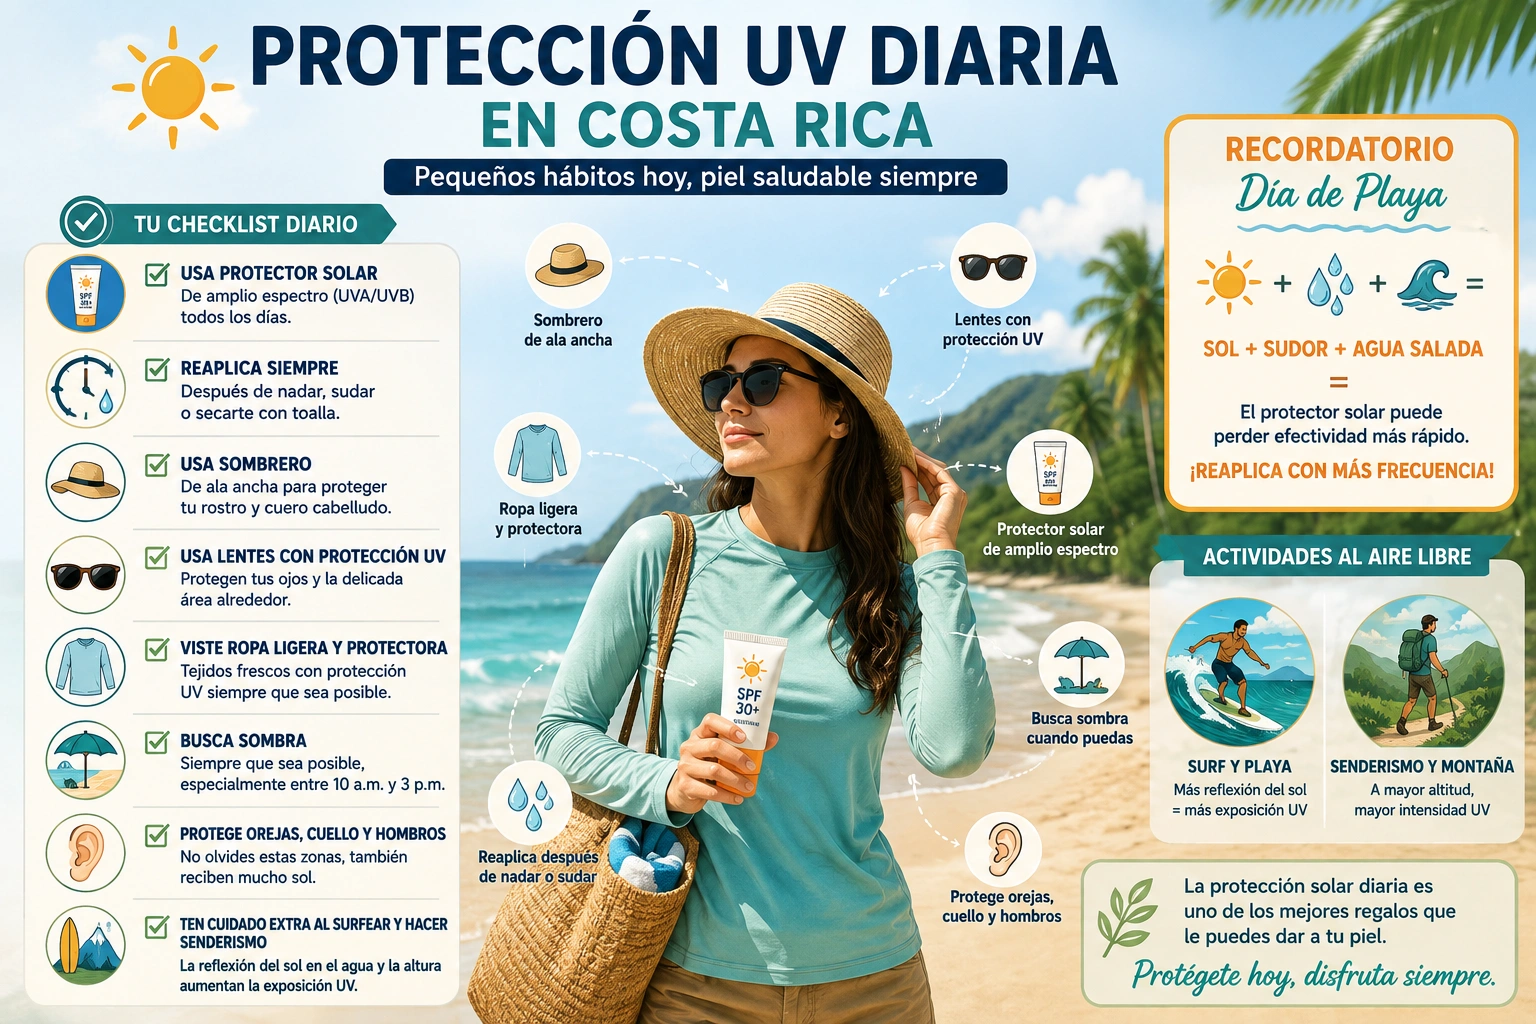 PROTECCIÓN UV DIARIA
EN COSTA RICA
Pequeños hábitos hoy, piel saludable siempre
TU CHECKLIST DIARIO
SPF
30+
USA PROTECTOR SOLAR
De amplio espectro (UVA/UVB)
todos los días.
REAPLICA SIEMPRE
Después de nadar, sudar
o secarte con toalla.
USA SOMBRERO
De ala ancha para proteger
tu rostro y cuero cabelludo.
USA LENTES CON PROTECCIÓN UV
Protegen tus ojos y la delicada
área alrededor.
VISTE ROPA LIGERA Y PROTECTORA
Tejidos frescos con protección
UV siempre que sea posible.
BUSCA SOMBRA
Siempre que sea posible,
especialmente entre 10 a.m. y 3 p.m.
PROTEGE OREJAS, CUELLO Y HOMBROS
No olvides estas zonas, también
reciben mucho sol.
TEN CUIDADO EXTRA AL SURFEAR Y HACER
SENDERISMO
La reflexión del sol en el agua y la altura
aumentan la exposición UV.
Sombrero
de ala ancha
Lentes con
protección UV
Ropa ligera
y protectora
SPF
Protector solar
de amplio espectro
SPF
30+
Busca sombra
cuando puedas
Reaplica después
de nadar o sudar
Protege orejas,
cuello y hombros
RECORDATORIO
Día de Playa
+ + =
SOL + SUDOR + AGUA SALADA
=
El protector solar puede
perder efectividad más rápido.
¡REAPLICA CON MÁS FRECUENCIA!
ACTIVIDADES AL AIRE LIBRE
SURF Y PLAYA
Más reflexión del sol
= más exposición UV
SENDERISMO Y MONTAÑA
A mayor altitud,
mayor intensidad UV
La protección solar diaria es
uno de los mejores regalos que
le puedes dar a tu piel.
Protégete hoy, disfruta siempre.